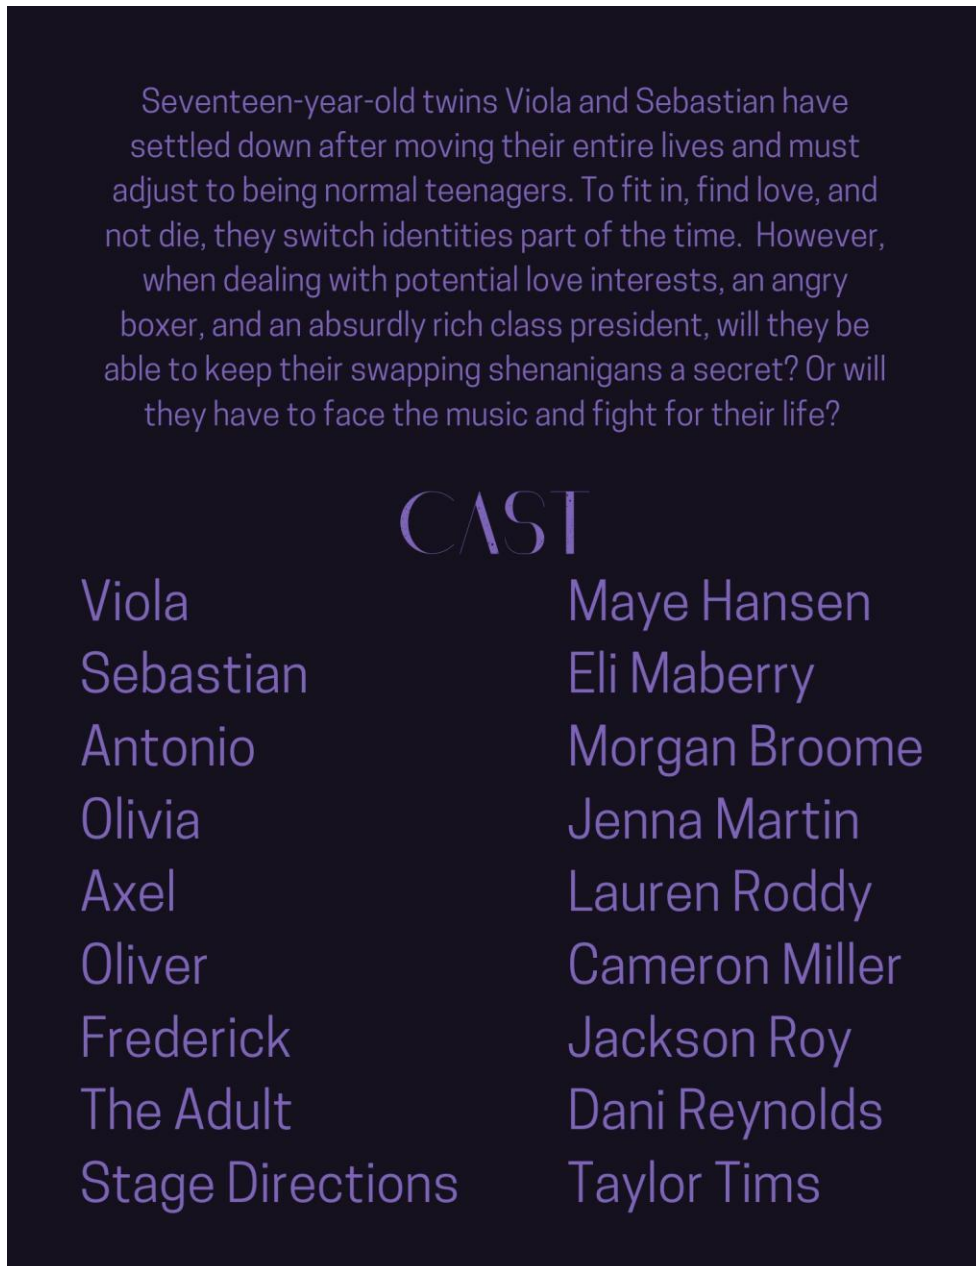 Seventeen-year-old twins Viola and Sebastian have
settled down after moving their entire lives and must
adjust to being normal teenagers. To fit in, find love, and
not die, they switch identities part of the time.  However,
when dealing with potential love interests, an angry
boxer, and an absurdly rich class president, will they be
able to keep their swapping shenanigans a secret? Or will
they have to face the music and fight for their life?
CAST
Viola Maye Hansen
Sebastian Eli Maberry
Antonio Morgan Broome
Olivia Jenna Martin
Axel Lauren Roddy
Oliver Cameron Miller
Frederick Jackson Roy
The Adult Dani Reynolds
Stage Directions Taylor Tims